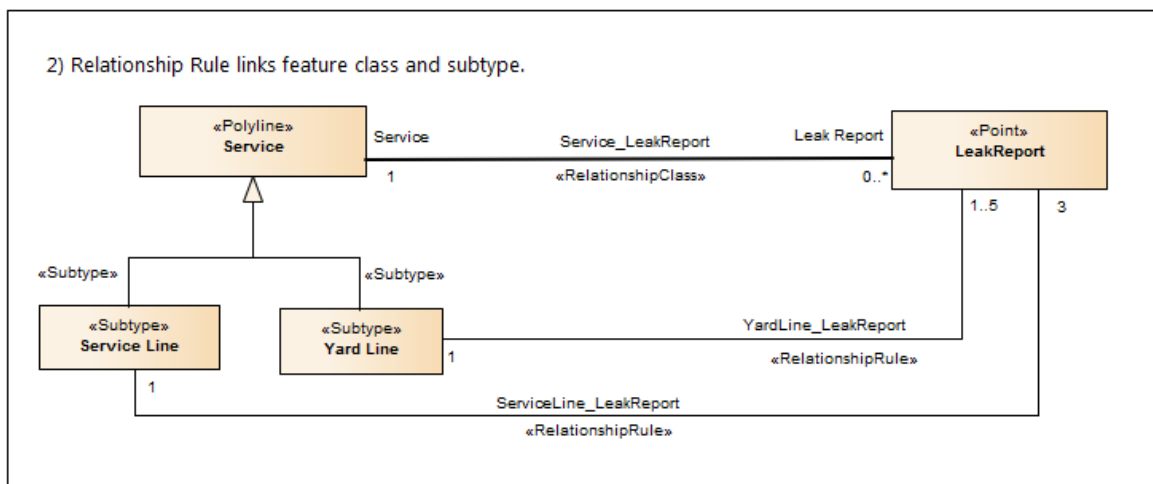 2) Relationship Rule links feature class and subtype.
«Polyline»
Service
Service
Service_LeakReport
Leak Report
«Point»
LeakReport
1
«RelationshipClass»
0..*
1..5
3
«Subtype»
«Subtype»
«Subtype»
Service Line
«Subtype»
Yard Line
YardLine_LeakReport
1
«RelationshipRule»
1
ServiceLine_LeakReport
«RelationshipRule»